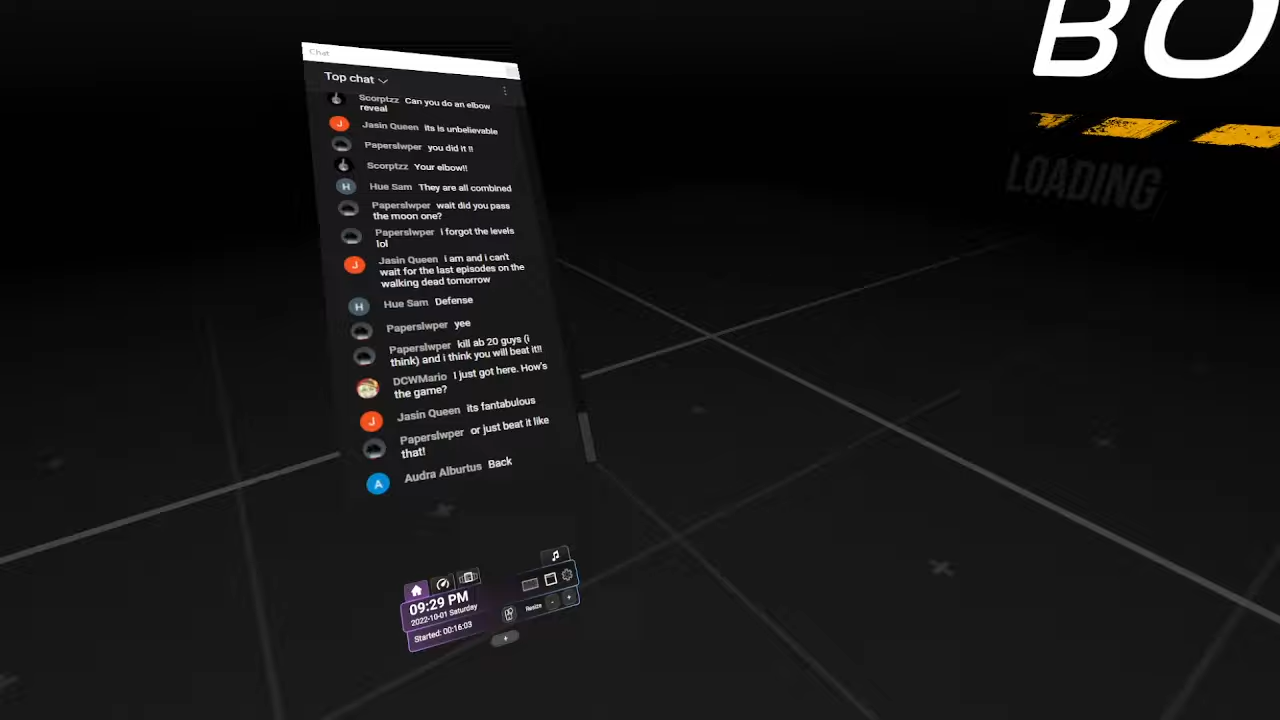 Chat
Top chat
Scorptzz Can you do an elbow
reveal
J Jasin Queen its is unbelievable
Paperslwper you did it !!
Scorptzz Your elbow!!
H Hue Sam They are all combined
Paperslwper wait did you pass
the moon one?
Paperslwper i forgot the levels
lol
J Jasin Queen i am and i can't
wait for the last episodes on the
walking dead tomorrow
H Hue Sam Defense
Paperslwper yee
Paperslwper kill ab 20 guys (i
think) and i think you will beat it!!
DCWMario I just got here. How's
the game?
J Jasin Queen its fantabulous
Paperslwper or just beat it like
that!
A Audra Alburtus Back
BO
LOADING
09:29 PM
2022-10-01 Saturday
Started: 00:16:03
Resize - +
+